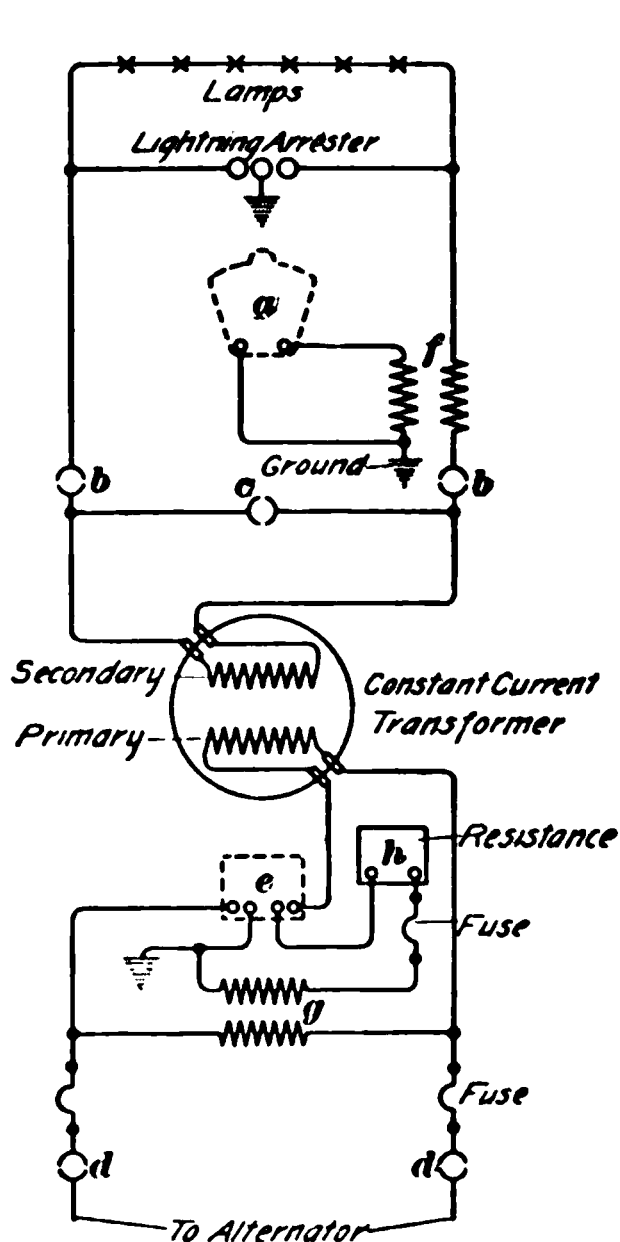 Lamps
Lightning Arrester
a
f
Ground
b
c
b
Secondary
Constant Current
Transformer
Primary
Resistance
h
e
Fuse
g
Fuse
d
d
To Alternator